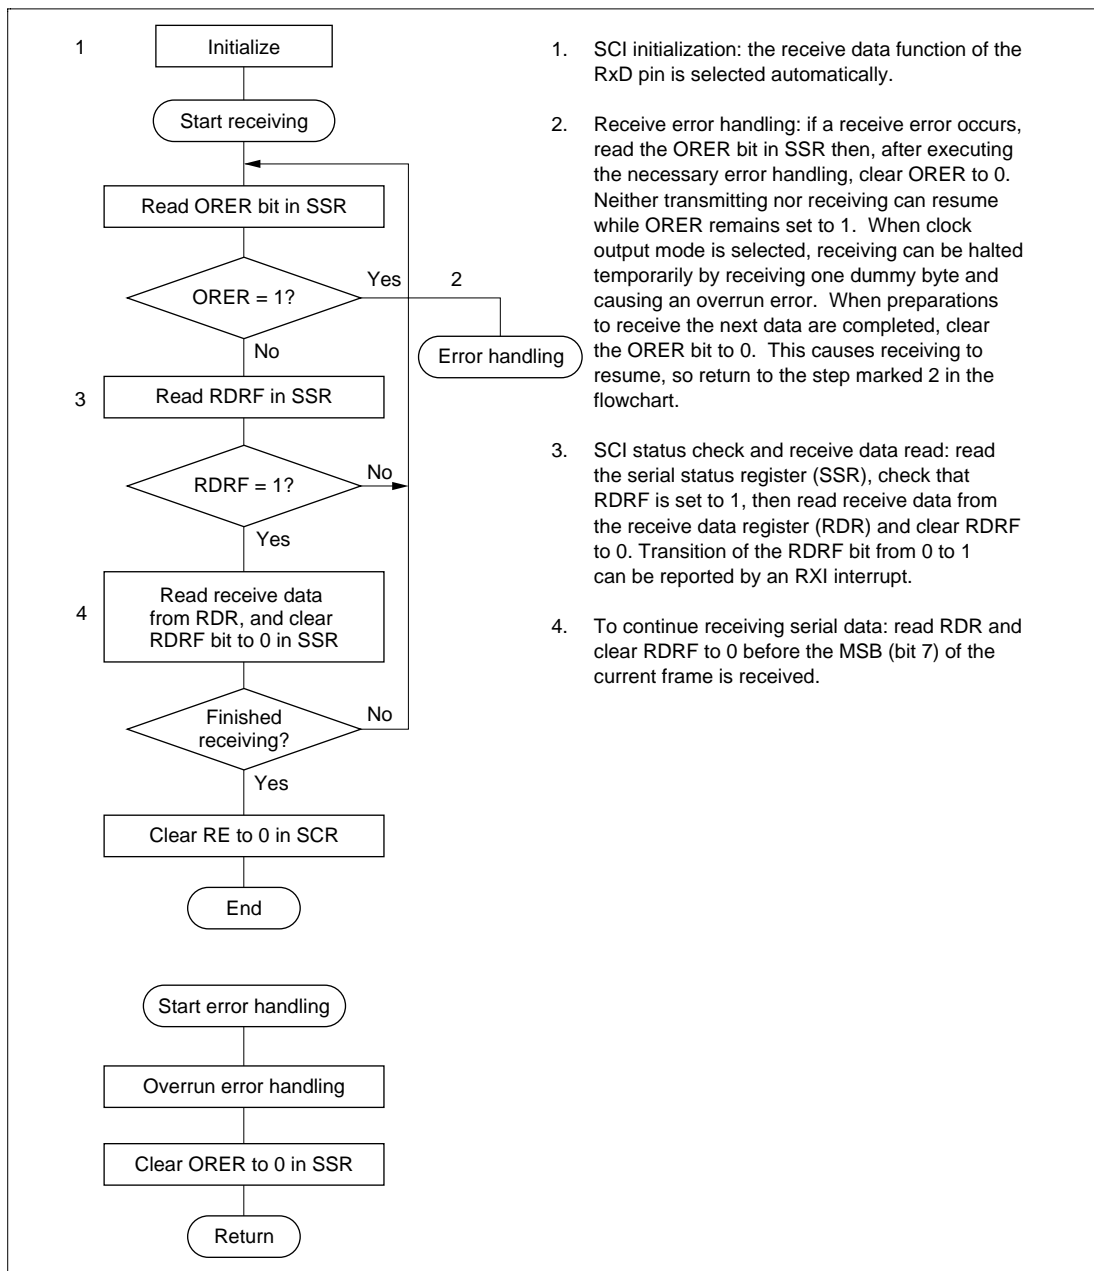 1
Initialize
Start receiving
Read ORER bit in SSR
ORER = 1?
Yes
2
Error handling
No
3
Read RDRF in SSR
RDRF = 1?
No
Yes
4
Read receive data
from RDR, and clear
RDRF bit to 0 in SSR
Finished
receiving?
No
Yes
Clear RE to 0 in SCR
End
Start error handling
Overrun error handling
Clear ORER to 0 in SSR
Return
1. SCI initialization: the receive data function of the
RxD pin is selected automatically.
2. Receive error handling: if a receive error occurs,
read the ORER bit in SSR then, after executing
the necessary error handling, clear ORER to 0.
Neither transmitting nor receiving can resume
while ORER remains set to 1. When clock
output mode is selected, receiving can be halted
temporarily by receiving one dummy byte and
causing an overrun error. When preparations
to receive the next data are completed, clear
the ORER bit to 0. This causes receiving to
resume, so return to the step marked 2 in the
flowchart.
3. SCI status check and receive data read: read
the serial status register (SSR), check that
RDRF is set to 1, then read receive data from
the receive data register (RDR) and clear RDRF
to 0. Transition of the RDRF bit from 0 to 1
can be reported by an RXI interrupt.
4. To continue receiving serial data: read RDR and
clear RDRF to 0 before the MSB (bit 7) of the
current frame is received.